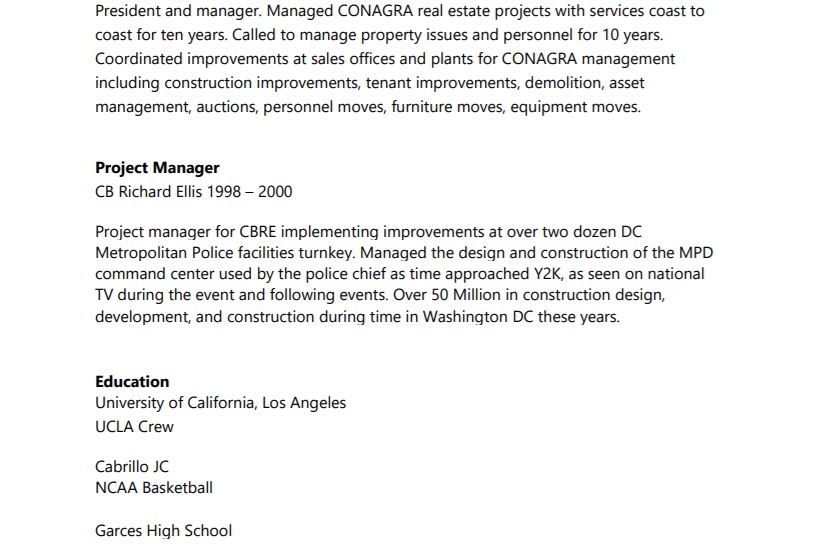 President and manager. Managed CONAGRA real estate projects with services coast to
coast for ten years. Called to manage property issues and personnel for 10 years.
Coordinated improvements at sales offices and plants for CONAGRA management
including construction improvements, tenant improvements, demolition, asset
management, auctions, personnel moves, furniture moves, equipment moves.
Project Manager
CB Richard Ellis 1998 – 2000
Project manager for CBRE implementing improvements at over two dozen DC
Metropolitan Police facilities turnkey. Managed the design and construction of the MPD
command center used by the police chief as time approached Y2K, as seen on national
TV during the event and following events. Over 50 Million in construction design,
development, and construction during time in Washington DC these years.
Education
University of California, Los Angeles
UCLA Crew
Cabrillo JC
NCAA Basketball
Garces High School